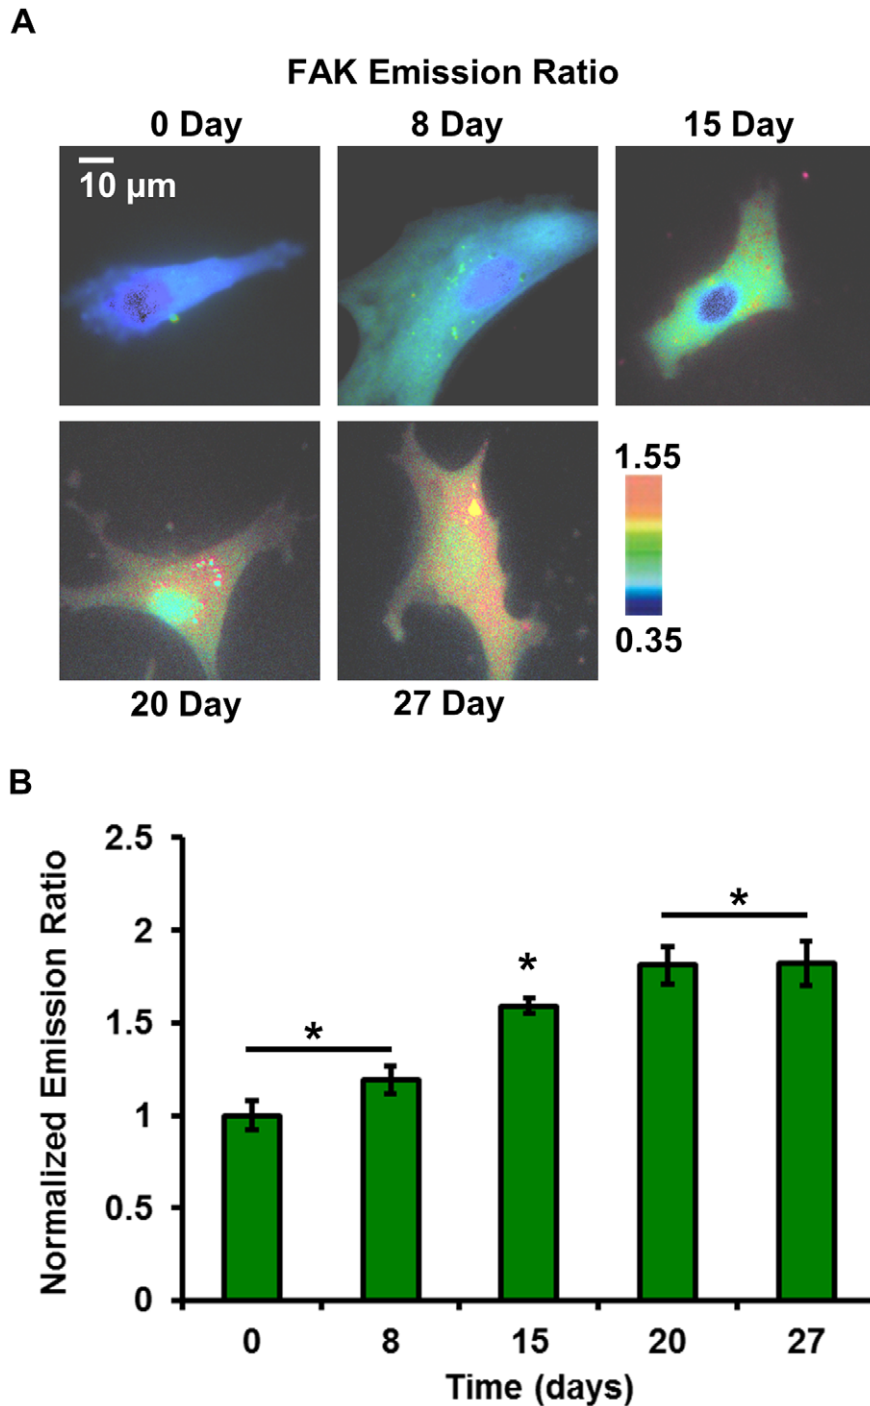 A
FAK Emission Ratio
0 Day
8 Day
15 Day
10 µm
1.55
0.35
20 Day
27 Day
B
Normalized Emission Ratio
2.5
2
1.5
1
0.5
0
*
*
*
0
8
15
20
27
Time (days)